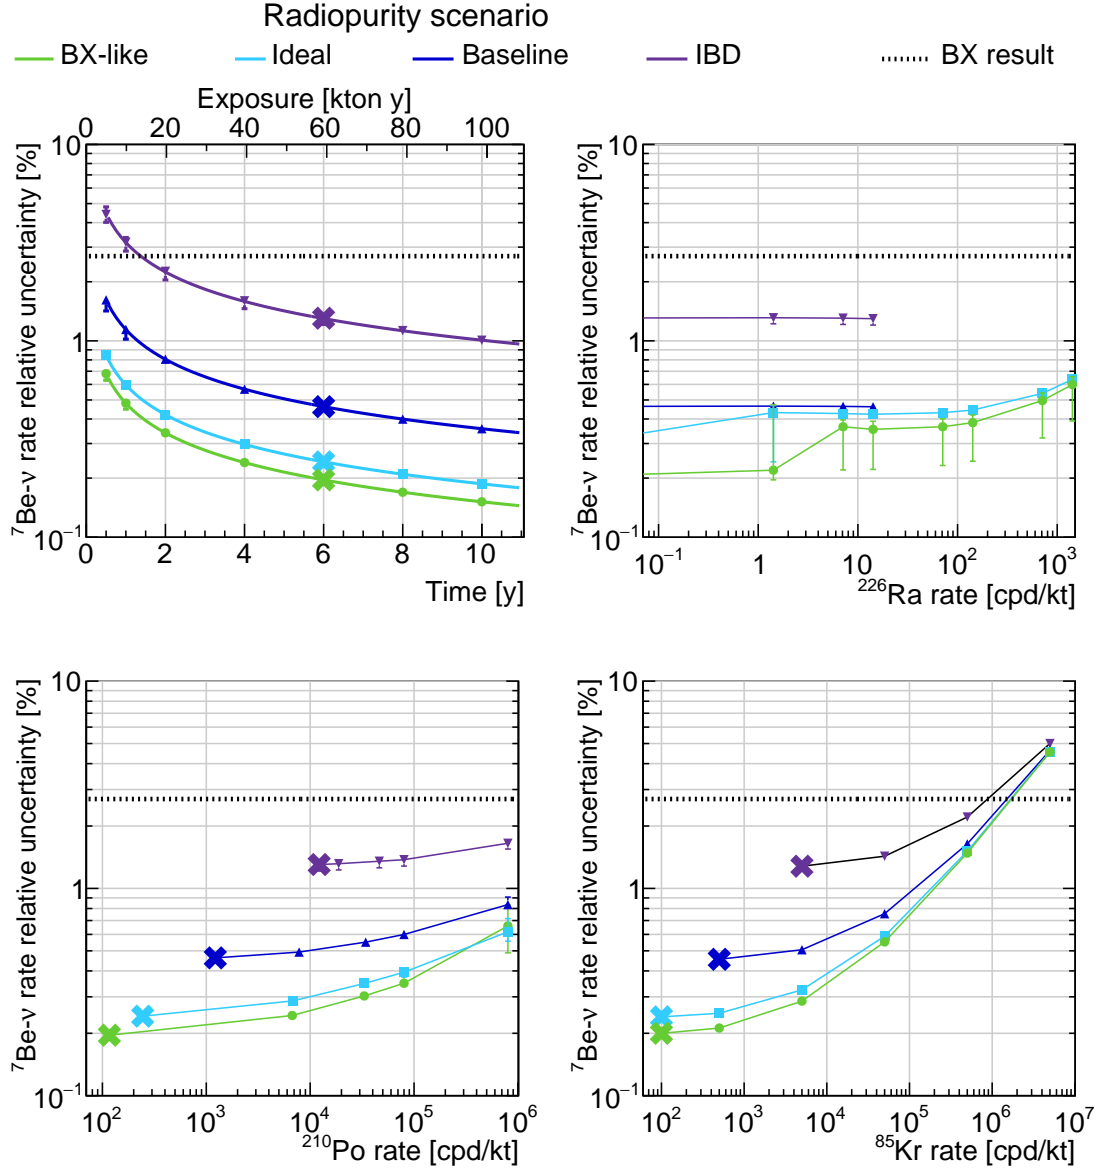 Radiopurity scenario
BX-like Ideal Baseline IBD BX result
Exposure [kton y]
0 20 40 60 80 100
⁷Be-ν rate relative uncertainty [%]
10
1
10⁻¹
0 2 4 6 8 10
Time [y]
⁷Be-ν rate relative uncertainty [%]
10
1
10⁻¹
10⁻¹ 1 10 10² 10³
²²⁶Ra rate [cpd/kt]
⁷Be-ν rate relative uncertainty [%]
10
1
10⁻¹
10² 10³ 10⁴ 10⁵ 10⁶
²¹⁰Po rate [cpd/kt]
⁷Be-ν rate relative uncertainty [%]
10
1
10⁻¹
10² 10³ 10⁴ 10⁵ 10⁶ 10⁷
⁸⁵Kr rate [cpd/kt]